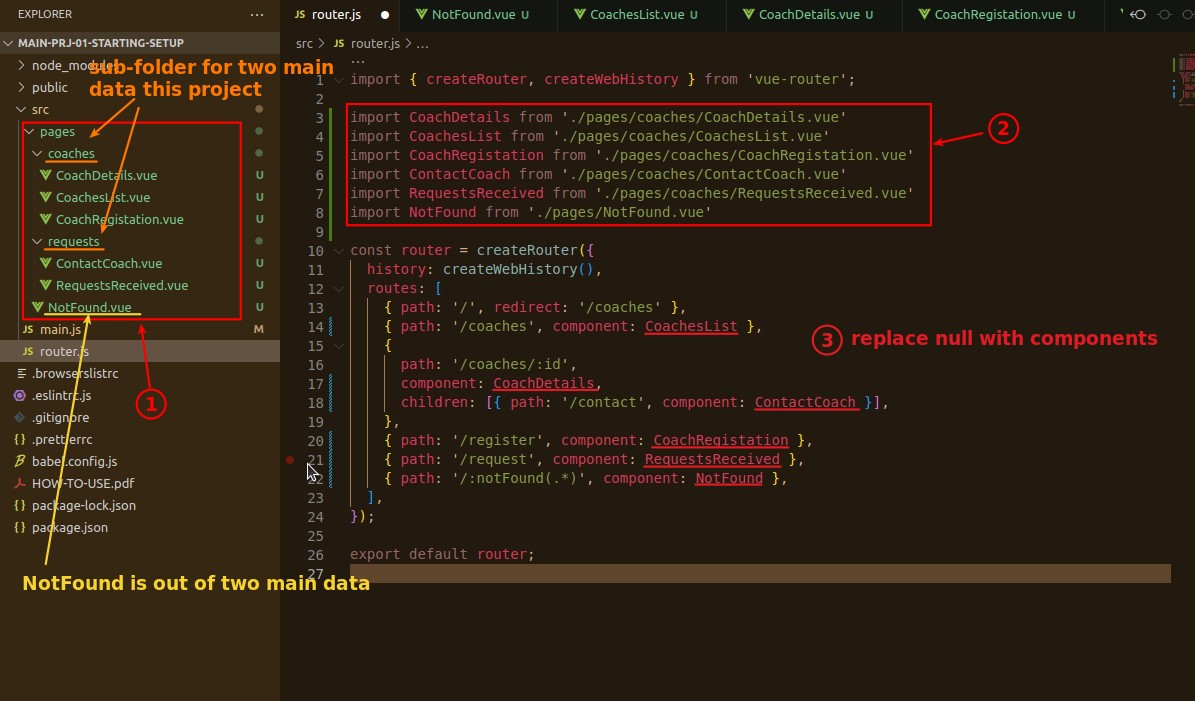 EXPLORER
MAIN-PRJ-01-STARTING-SETUP
node_modules
sub-folder for two main
data this project
public
src
pages
coaches
CoachDetails.vue U
CoachesList.vue U
CoachRegistation.vue U
requests
ContactCoach.vue U
RequestsReceived.vue U
NotFound.vue U
JS main.js M
JS router.js
.browserslistrc
.eslintrc.js
.gitignore
.prettierrc
babel.config.js
HOW-TO-USE.pdf
package-lock.json
package.json
1
NotFound is out of two main data
JS router.js
NotFound.vue U
CoachesList.vue U
CoachDetails.vue U
CoachRegistation.vue U
src > JS router.js > ...
1 import { createRouter, createWebHistory } from 'vue-router';
2
3 import CoachDetails from './pages/coaches/CoachDetails.vue'
4 import CoachesList from './pages/coaches/CoachesList.vue'
5 import CoachRegistation from './pages/coaches/CoachRegistation.vue'
6 import ContactCoach from './pages/coaches/ContactCoach.vue'
7 import RequestsReceived from './pages/coaches/RequestsReceived.vue'
8 import NotFound from './pages/NotFound.vue'
9
2
10 const router = createRouter({
11 history: createWebHistory(),
12 routes: [
13 { path: '/', redirect: '/coaches' },
14 { path: '/coaches', component: CoachesList },
15 {
16 path: '/coaches/:id',
17 component: CoachDetails,
18 children: [{ path: '/contact', component: ContactCoach }],
19 },
20 { path: '/register', component: CoachRegistation },
21 { path: '/request', component: RequestsReceived },
22 { path: '/:notFound(.*)', component: NotFound },
23 ],
24 });
25
26 export default router;
27
3 replace null with components